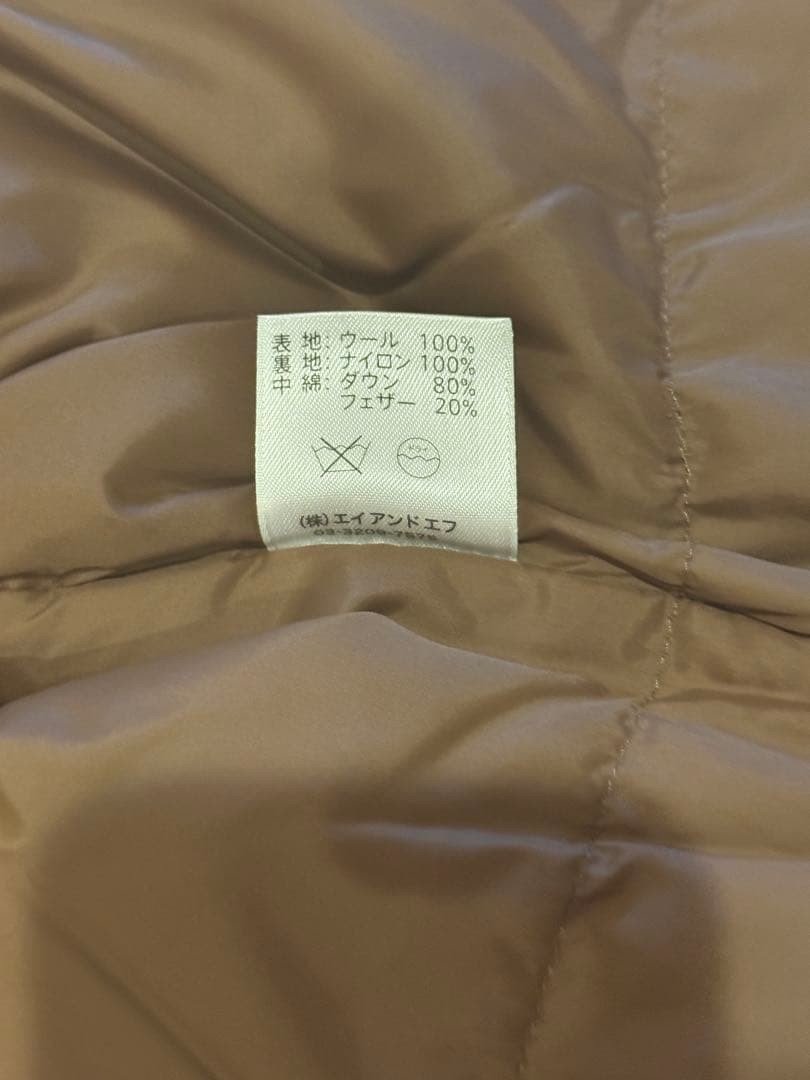 表 地: ウール 100%
裏 地: ナイロン 100%
中 綿: ダウン 80%
フェザー 20%
(株)エイアンドエフ